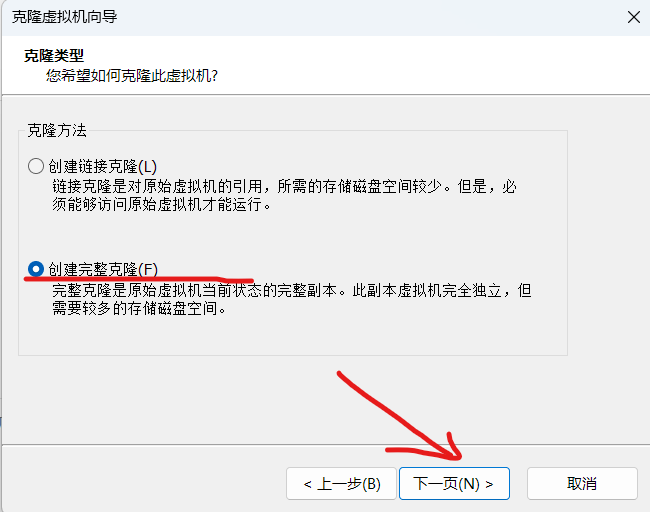 克隆虚拟机向导
克隆类型
您希望如何克隆此虚拟机?
克隆方法
创建链接克隆(L)
链接克隆是对原始虚拟机的引用，所需的存储磁盘空间较少。但是，必
须能够访问原始虚拟机才能运行。
创建完整克隆(F)
完整克隆是原始虚拟机当前状态的完整副本。此副本虚拟机完全独立，但
需要较多的存储磁盘空间。
< 上一步(B)
下一页(N) >
取消